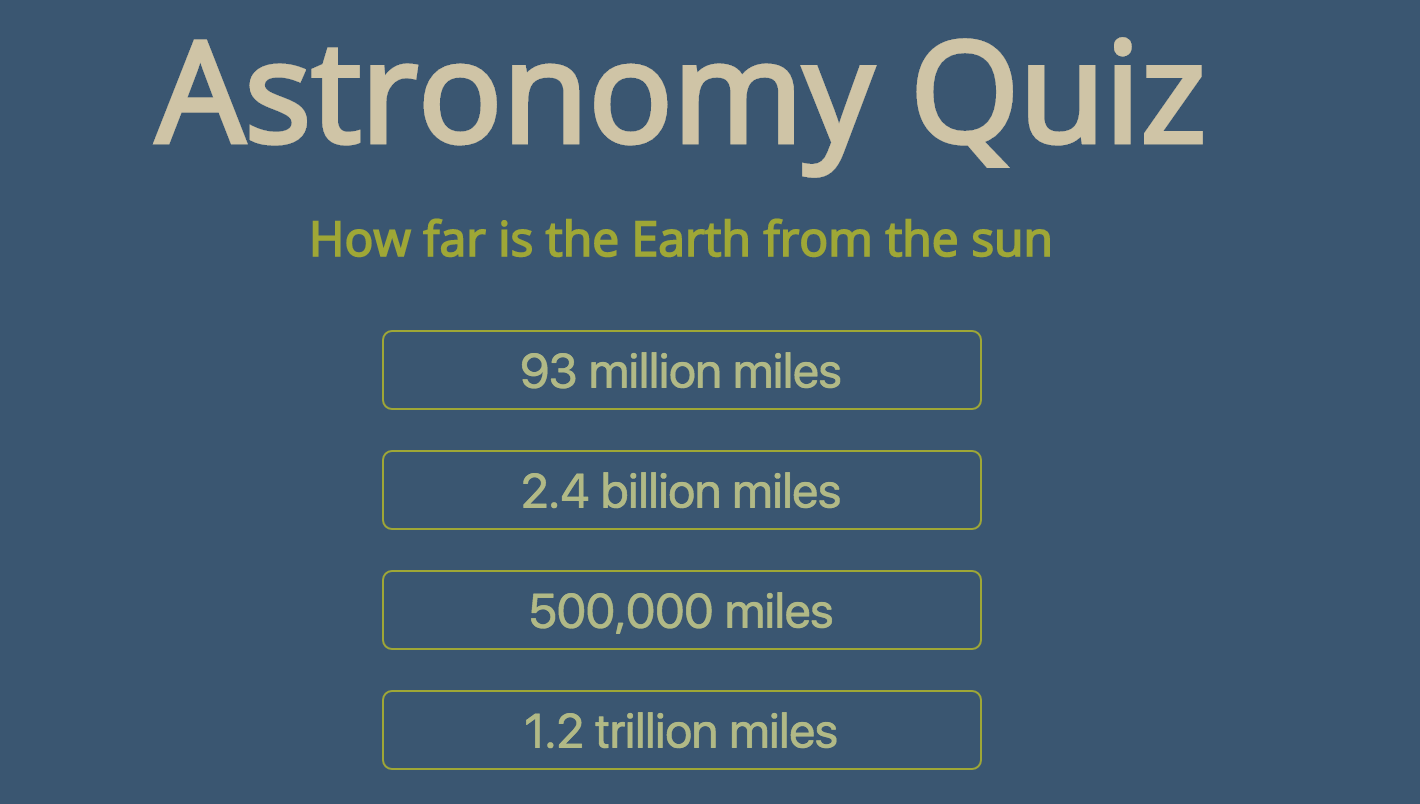 Astronomy Quiz
How far is the Earth from the sun
93 million miles
2.4 billion miles
500,000 miles
1.2 trillion miles